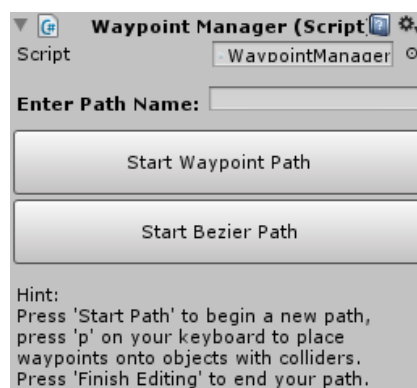 Waypoint Manager (Script
Script WaypointManager
Enter Path Name:
Start Waypoint Path
Start Bezier Path
Hint:
Press 'Start Path' to begin a new path,
press 'p' on your keyboard to place
waypoints onto objects with colliders.
Press 'Finish Editing' to end your path.